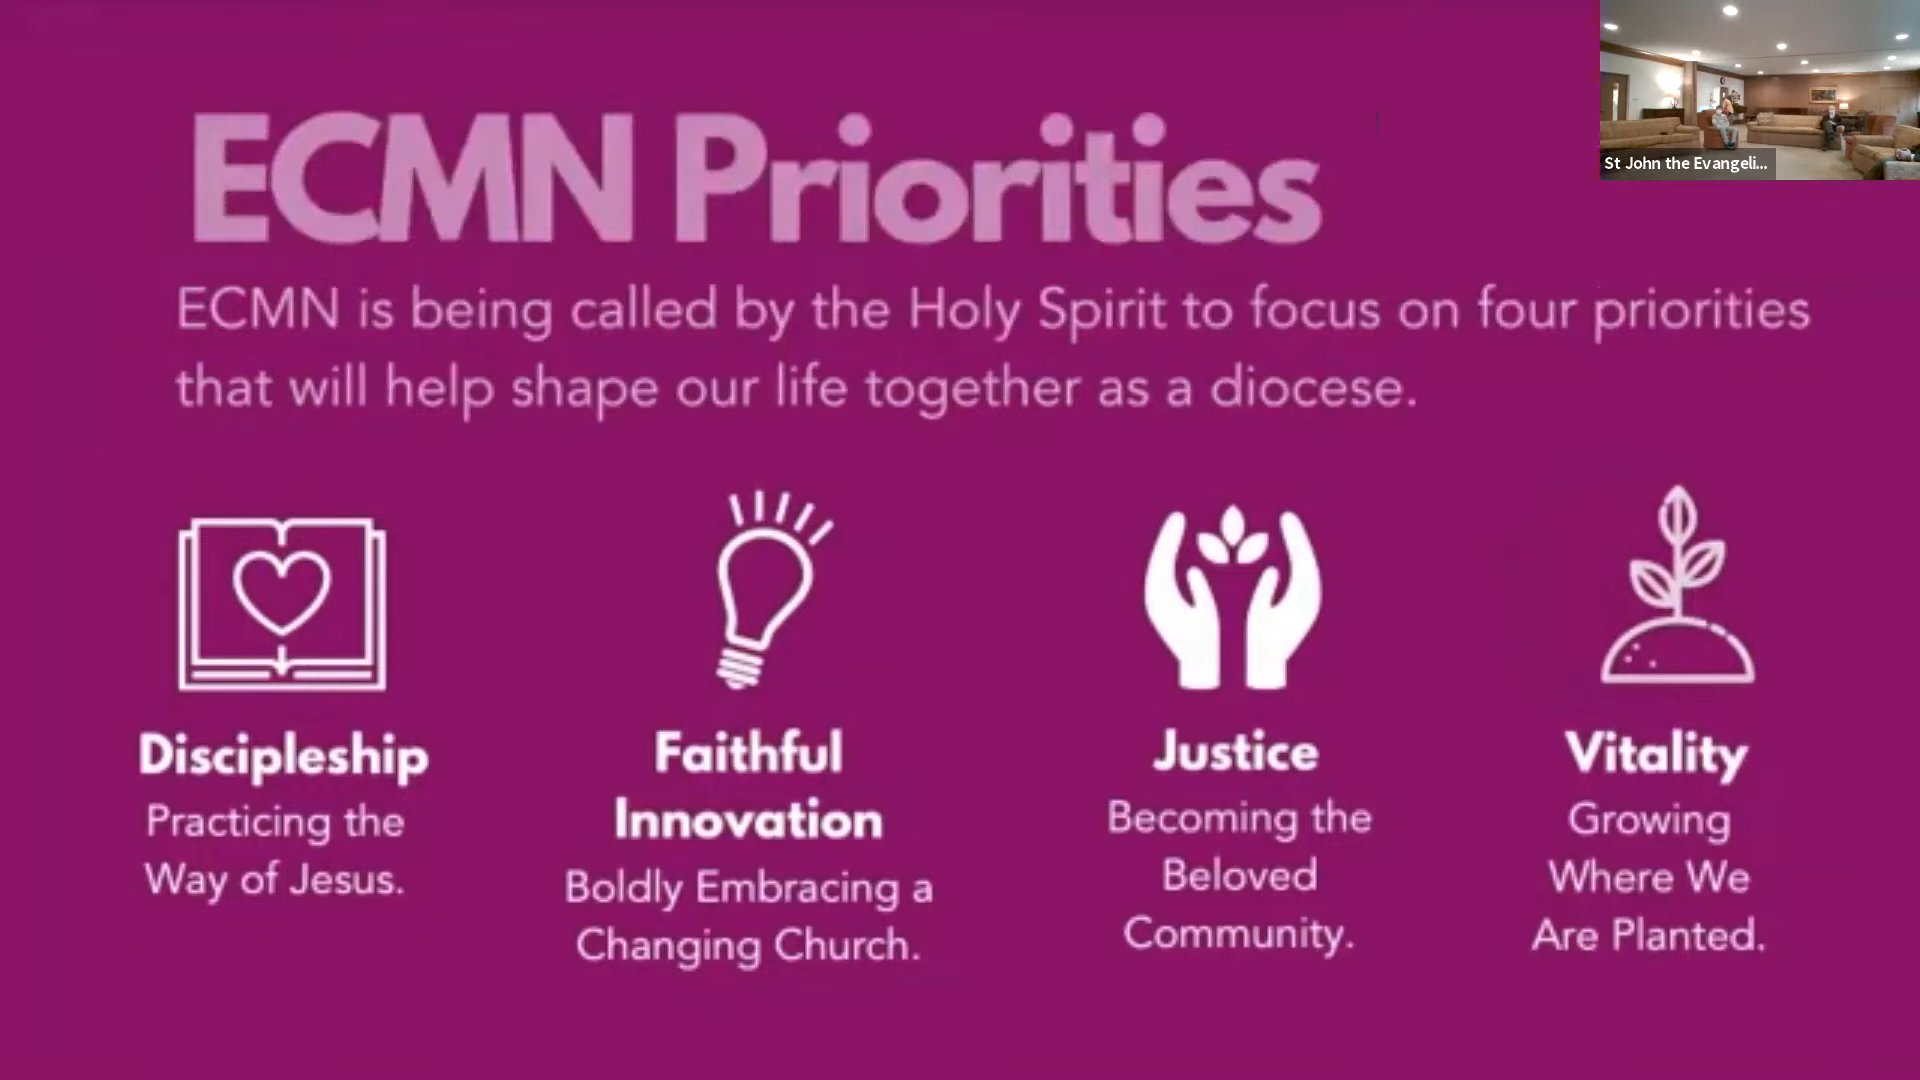 ECMN Priorities
ECMN is being called by the Holy Spirit to focus on four priorities
that will help shape our life together as a diocese.
Discipleship
Practicing the
Way of Jesus.
Faithful
Innovation
Boldly Embracing a
Changing Church.
Justice
Becoming the
Beloved
Community.
Vitality
Growing
Where We
Are Planted.
St John the Evangeli...